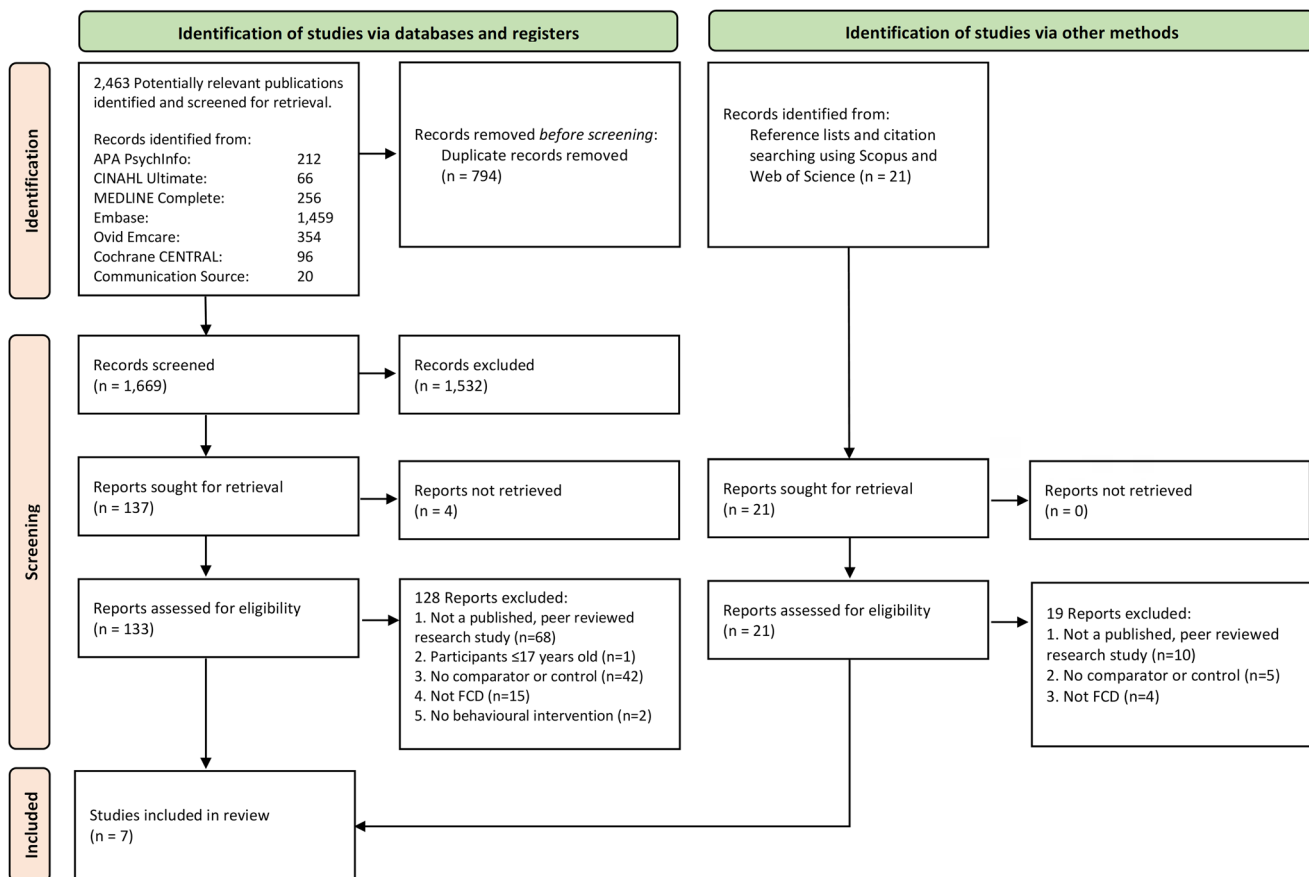 Identification of studies via databases and registers
Identification of studies via other methods
Identification
2,463 Potentially relevant publications
identified and screened for retrieval.
Records identified from:
APA PsychInfo: 212
CINAHL Ultimate: 66
MEDLINE Complete: 256
Embase: 1,459
Ovid Emcare: 354
Cochrane CENTRAL: 96
Communication Source: 20
Records removed before screening:
Duplicate records removed
(n = 794)
Records identified from:
Reference lists and citation
searching using Scopus and
Web of Science (n = 21)
Screening
Records screened
(n = 1,669)
Records excluded
(n = 1,532)
Reports sought for retrieval
(n = 137)
Reports not retrieved
(n = 4)
Reports sought for retrieval
(n = 21)
Reports not retrieved
(n = 0)
Reports assessed for eligibility
(n = 133)
128 Reports excluded:
1. Not a published, peer reviewed
research study (n=68)
2. Participants ≤17 years old (n=1)
3. No comparator or control (n=42)
4. Not FCD (n=15)
5. No behavioural intervention (n=2)
Reports assessed for eligibility
(n = 21)
19 Reports excluded:
1. Not a published, peer reviewed
research study (n=10)
2. No comparator or control (n=5)
3. Not FCD (n=4)
Included
Studies included in review
(n = 7)